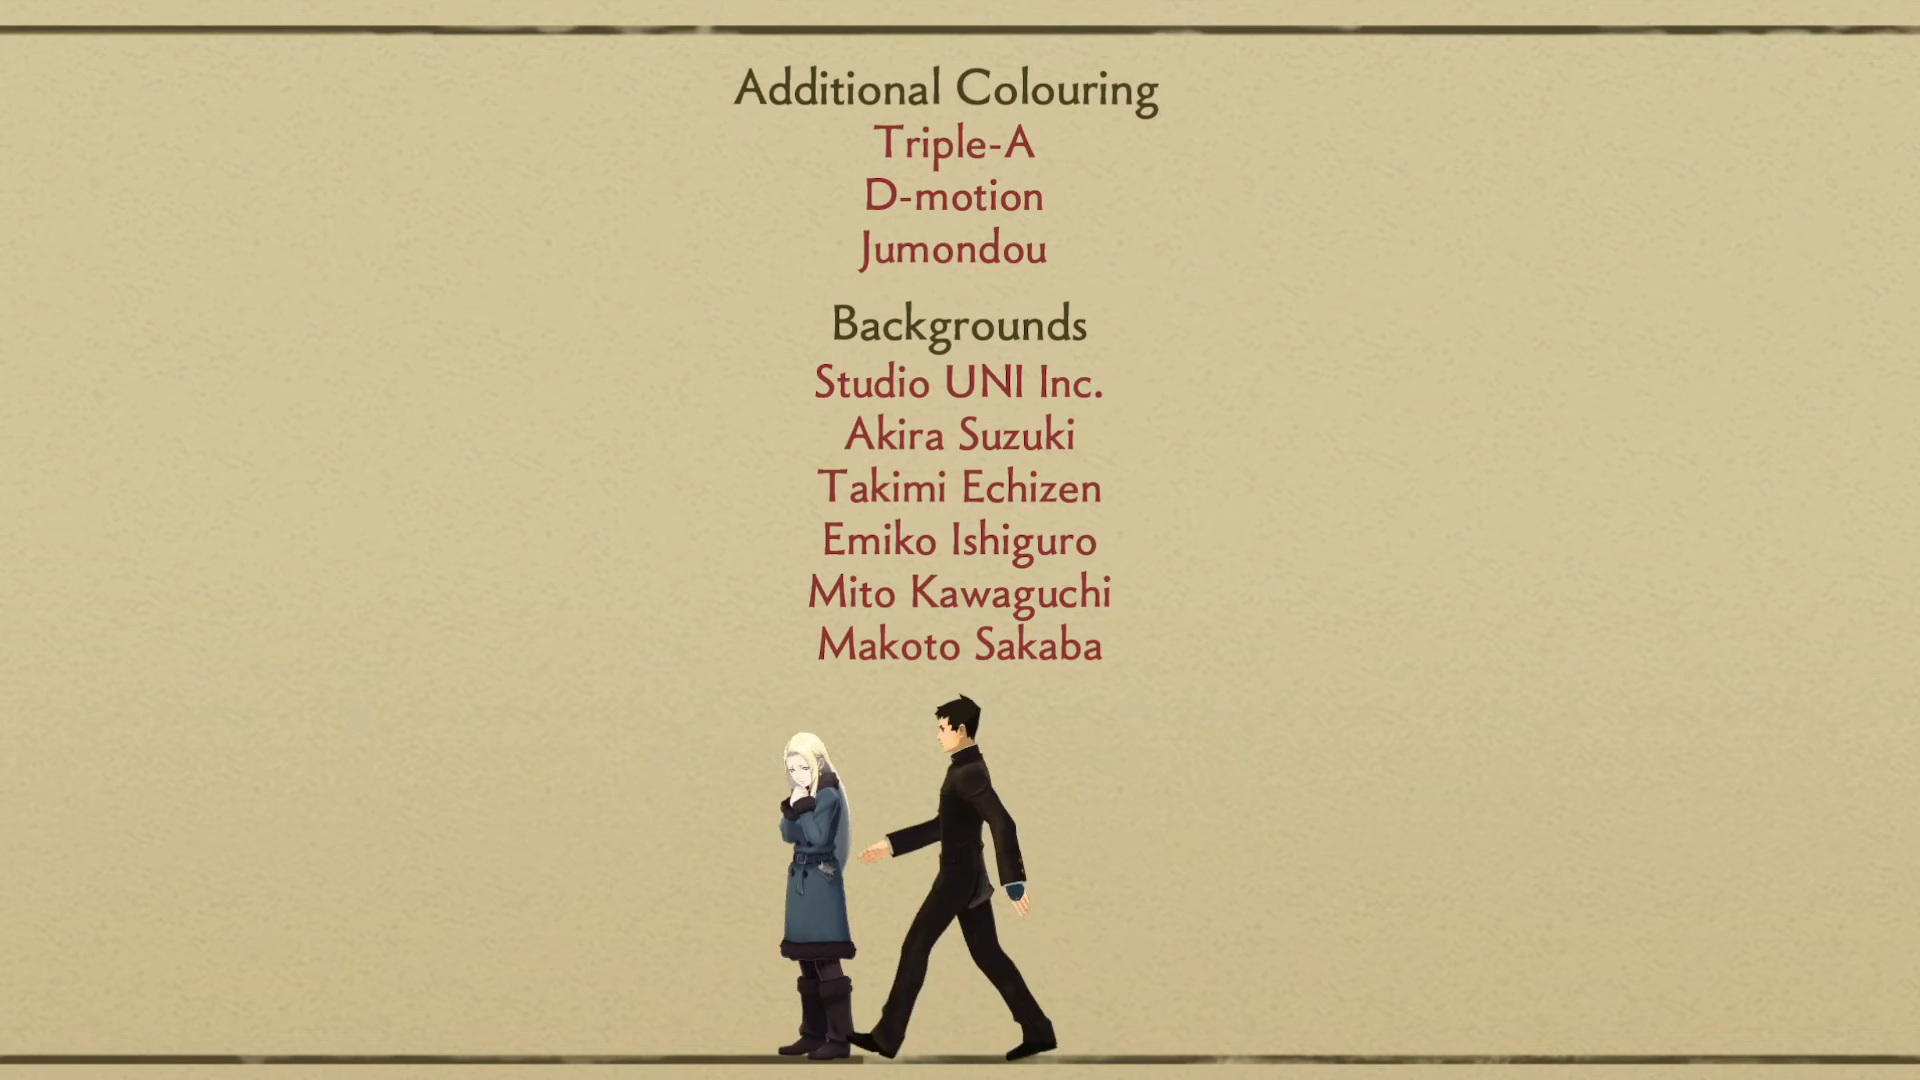 Additional Colouring
Triple-A
D-motion
Jumondou
Backgrounds
Studio UNI Inc.
Akira Suzuki
Takimi Echizen
Emiko Ishiguro
Mito Kawaguchi
Makoto Sakaba